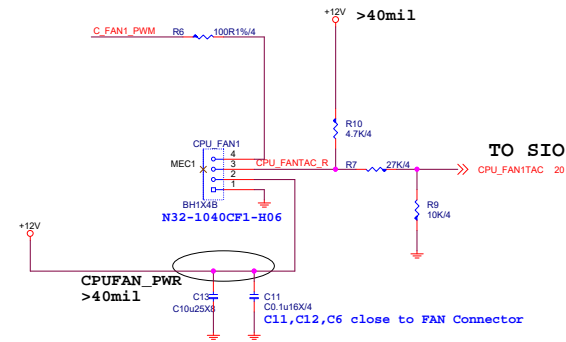 +12V >40mil
C_FAN1_PWM R6 100R1%/4
R10
4.7K/4
CPU_FAN1
4
MEC1 3 CPU_FANTAC_R R7 27K/4
2
1
TO SIO
CPU_FAN1TAC 20
R9
10K/4
BH1X4B
N32-1040CF1-H06
+12V
CPUFAN_PWR
>40mil
C13
C10u25X8
C11
C0.1u16X/4
C11,C12,C6 close to FAN Connector